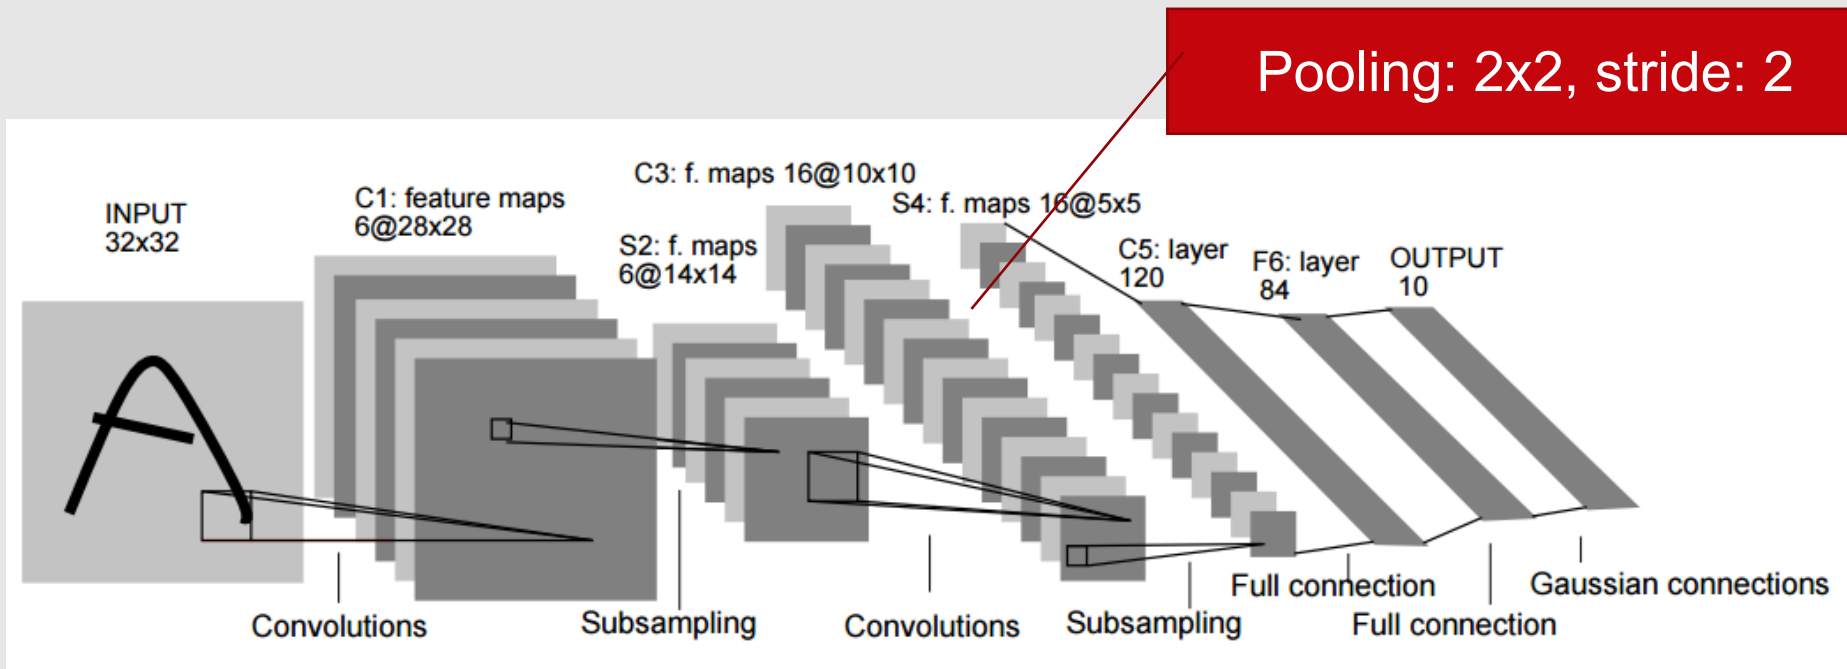 Pooling: 2x2, stride: 2
INPUT
32x32
C1: feature maps
6@28x28
S2: f. maps
6@14x14
C3: f. maps 16@10x10
S4: f. maps 16@5x5
C5: layer
120
F6: layer
84
OUTPUT
10
Convolutions
Subsampling
Convolutions
Subsampling
Full connection
Full connection
Gaussian connections